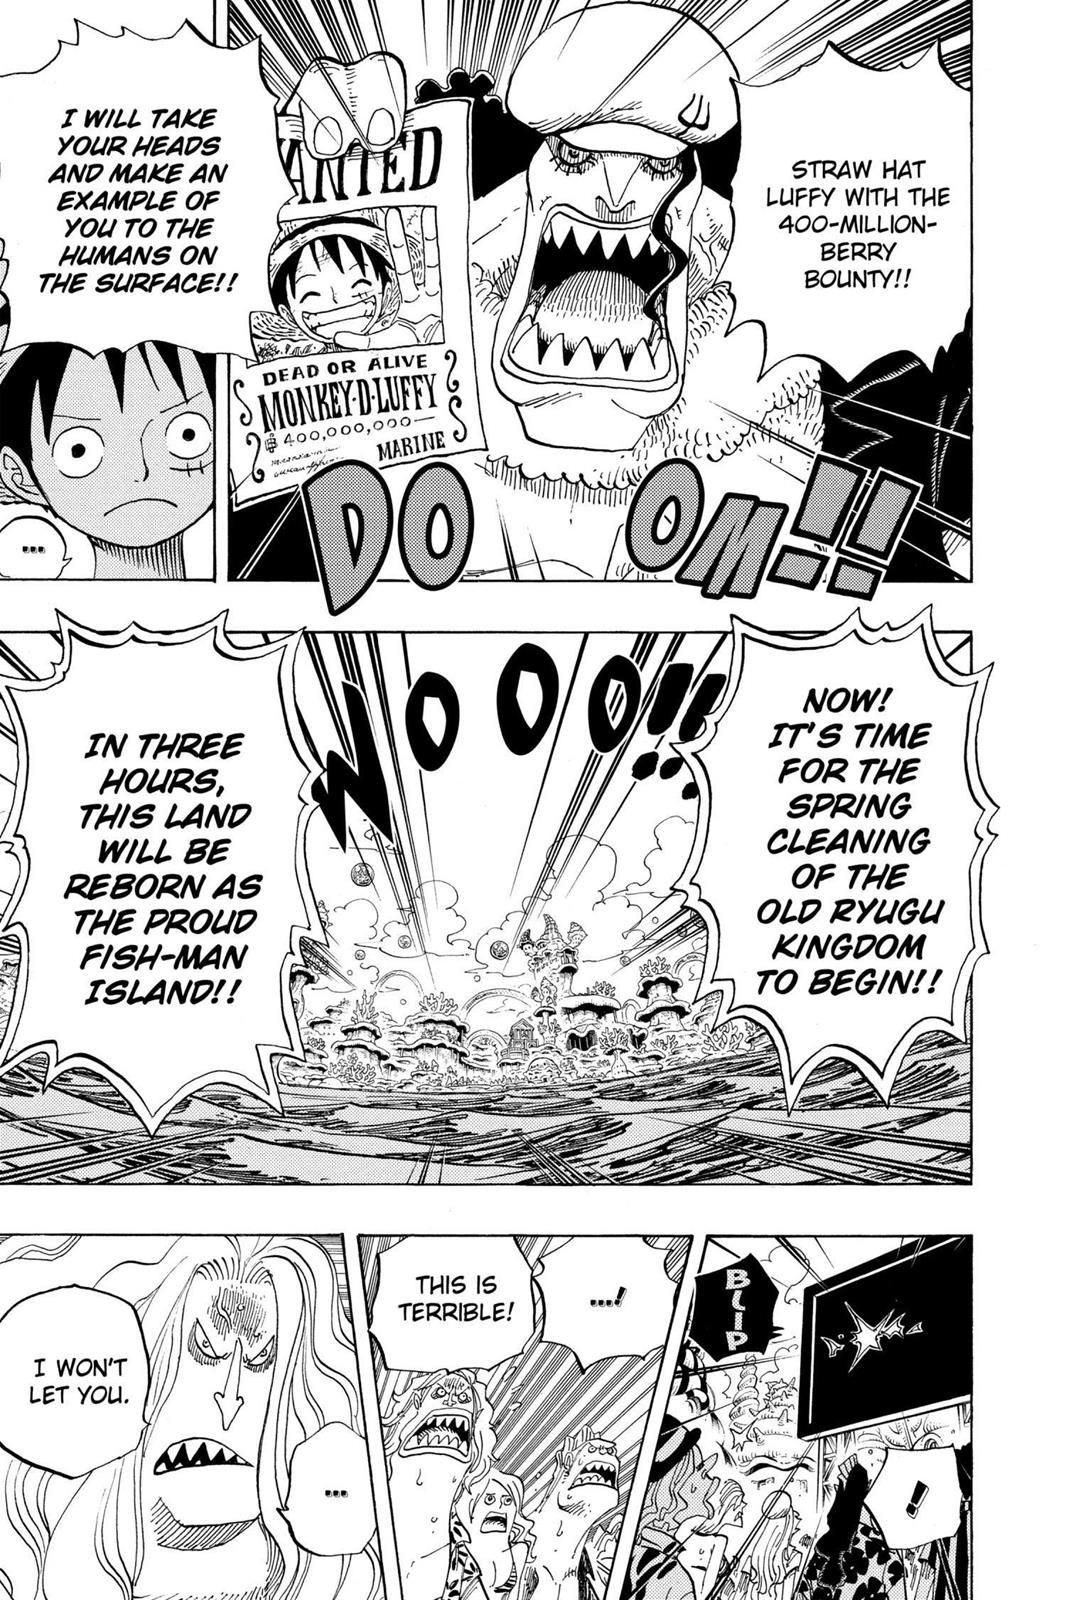 STRAW HAT
LUFFY WITH THE
400-MILLION-
BERRY
BOUNTY!!
WANTED
DEAD OR ALIVE
MONKEY·D·LUFFY
400,000,000—
MARINE
DOOM!!
I WILL TAKE
YOUR HEADS
AND MAKE AN
EXAMPLE OF
YOU TO THE
HUMANS ON
THE SURFACE!!
...
NOW!
IT'S TIME
FOR THE
SPRING
CLEANING
OF THE
OLD RYUGU
KINGDOM
TO BEGIN!!
WOOO!!
IN THREE
HOURS,
THIS LAND
WILL BE
REBORN AS
THE PROUD
FISH-MAN
ISLAND!!
BLIP
!
...!
THIS IS
TERRIBLE!
...
I WON'T
LET YOU.